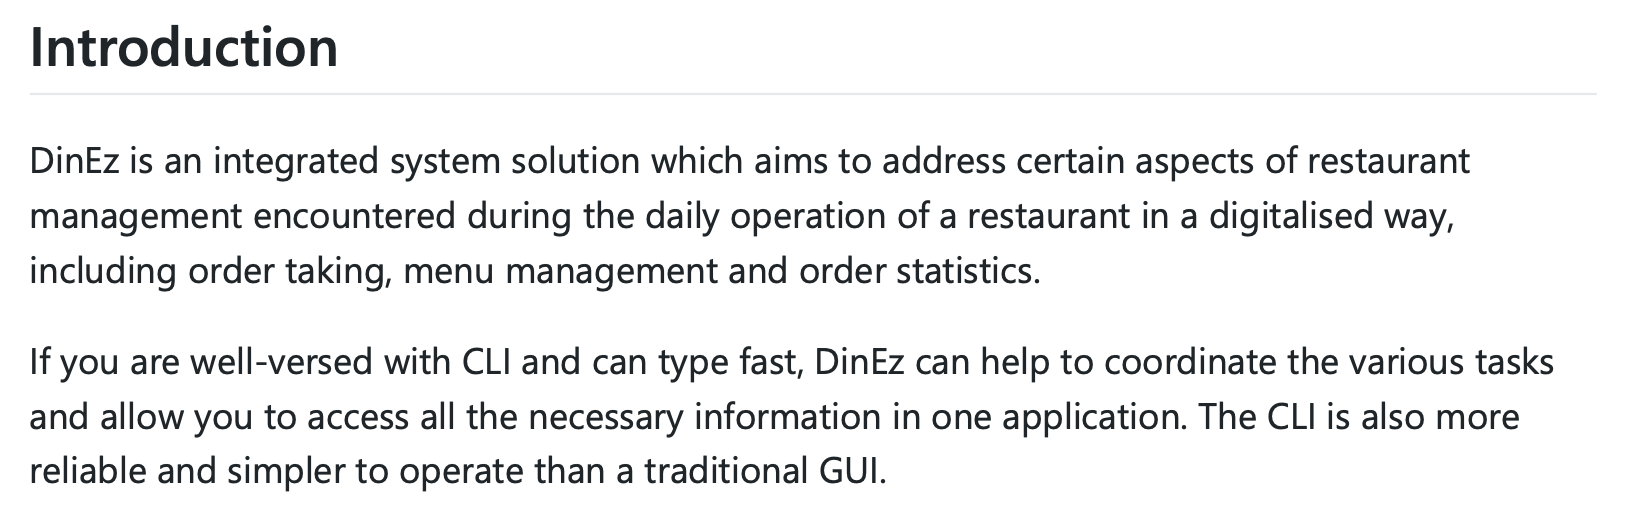 Introduction
DinEz is an integrated system solution which aims to address certain aspects of restaurant
management encountered during the daily operation of a restaurant in a digitalised way,
including order taking, menu management and order statistics.
If you are well-versed with CLI and can type fast, DinEz can help to coordinate the various tasks
and allow you to access all the necessary information in one application. The CLI is also more
reliable and simpler to operate than a traditional GUI.